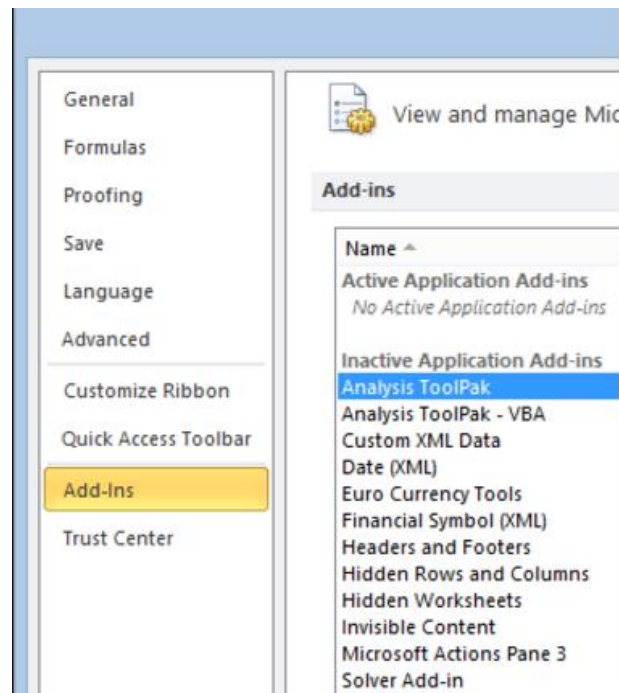 General
Formulas
Proofing
Save
Language
Advanced
Customize Ribbon
Quick Access Toolbar
Add-Ins
Trust Center
View and manage Mic
Add-ins
Name
Active Application Add-ins
No Active Application Add-ins
Inactive Application Add-ins
Analysis ToolPak
Analysis ToolPak - VBA
Custom XML Data
Date (XML)
Euro Currency Tools
Financial Symbol (XML)
Headers and Footers
Hidden Rows and Columns
Hidden Worksheets
Invisible Content
Microsoft Actions Pane 3
Solver Add-in